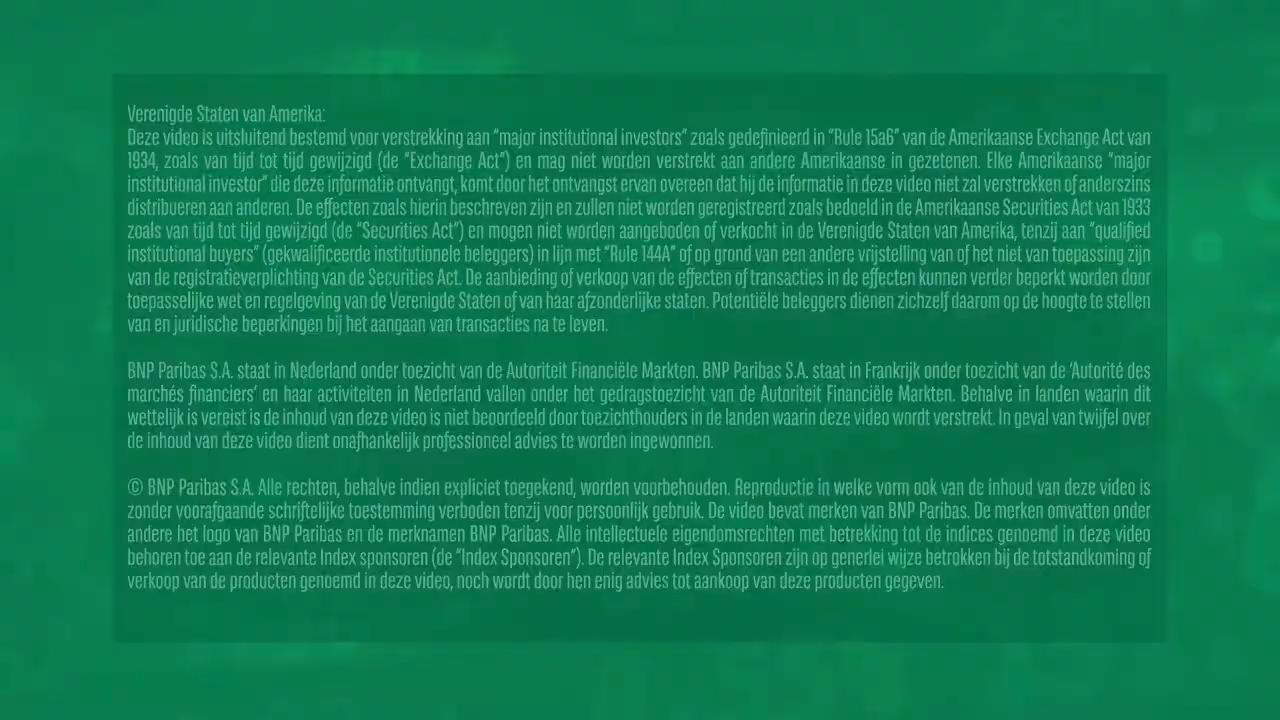 Verenigde Staten van Amerika:
Deze video is uitsluitend bestemd voor verstrekking aan “major institutional investors” zoals gedefinieerd in “Rule 15a6” van de Amerikaanse Exchange Act van
1934, zoals van tijd tot tijd gewijzigd (de “Exchange Act”) en mag niet worden verstrekt aan andere Amerikaanse in gezetenen. Elke Amerikaanse “major
institutional investor” die deze informatie ontvangt, komt door het ontvangst ervan overeen dat hij de informatie in deze video niet zal verstrekken of anderszins
distribueren aan anderen. De effecten zoals hierin beschreven zijn en zullen niet worden geregistreerd zoals bedoeld in de Amerikaanse Securities Act van 1933
zoals van tijd tot tijd gewijzigd (de “Securities Act”) en mogen niet worden aangeboden of verkocht in de Verenigde Staten van Amerika, tenzij aan “qualified
institutional buyers” (gekwalificeerde institutionele beleggers) in lijn met “Rule 144A” of op grond van een andere vrijstelling van of het niet van toepassing zijn
van de registratieverplichting van de Securities Act. De aanbieding of verkoop van de effecten of transacties in de effecten kunnen verder beperkt worden door
toepasselijke wet en regelgeving van de Verenigde Staten of van haar afzonderlijke staten. Potentiële beleggers dienen zichzelf daarom op de hoogte te stellen
van en juridische beperkingen bij het aangaan van transacties na te leven.

BNP Paribas S.A. staat in Nederland onder toezicht van de Autoriteit Financiële Markten. BNP Paribas S.A. staat in Frankrijk onder toezicht van de ‘Autorité des
marchés financiers’ en haar activiteiten in Nederland vallen onder het gedragstoezicht van de Autoriteit Financiële Markten. Behalve in landen waarin dit
wettelijk is vereist is de inhoud van deze video is niet beoordeeld door toezichthouders in de landen waarin deze video wordt verstrekt. In geval van twijfel over
de inhoud van deze video dient onafhankelijk professioneel advies te worden ingewonnen.

© BNP Paribas S.A. Alle rechten, behalve indien expliciet toegekend, worden voorbehouden. Reproductie in welke vorm ook van de inhoud van deze video is
zonder voorafgaande schriftelijke toestemming verboden tenzij voor persoonlijk gebruik. De video bevat merken van BNP Paribas. De merken omvatten onder
andere het logo van BNP Paribas en de merknamen BNP Paribas. Alle intellectuele eigendomsrechten met betrekking tot de indices genoemd in deze video
behoren toe aan de relevante Index sponsoren (de “Index Sponsoren”). De relevante Index Sponsoren zijn op generlei wijze betrokken bij de totstandkoming of
verkoop van de producten genoemd in deze video, noch wordt door hen enig advies tot aankoop van deze producten gegeven.